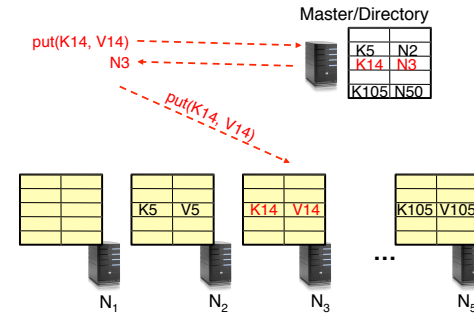 Master/Directory
put(K14, V14)
N3
K5 N2
K14 N3
K105 N50
put(K14, V14)
K5 V5
K14 V14
K105 V105
...
N1
N2
N3
N5